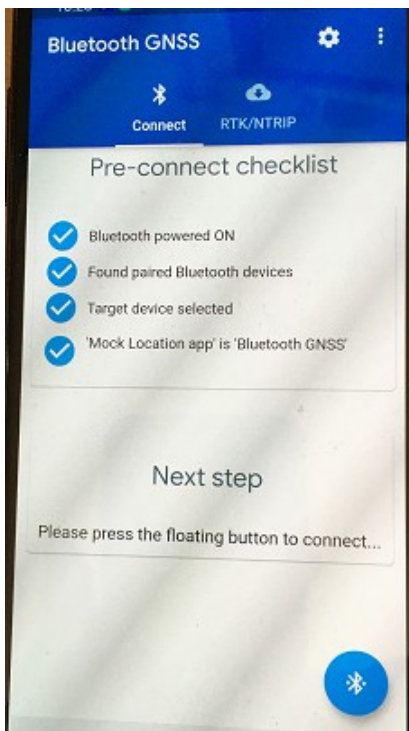 Bluetooth GNSS
Connect
RTK/NTRIP
Pre-connect checklist
Bluetooth powered ON
Found paired Bluetooth devices
Target device selected
'Mock Location app' is 'Bluetooth GNSS'
Next step
Please press the floating button to connect...